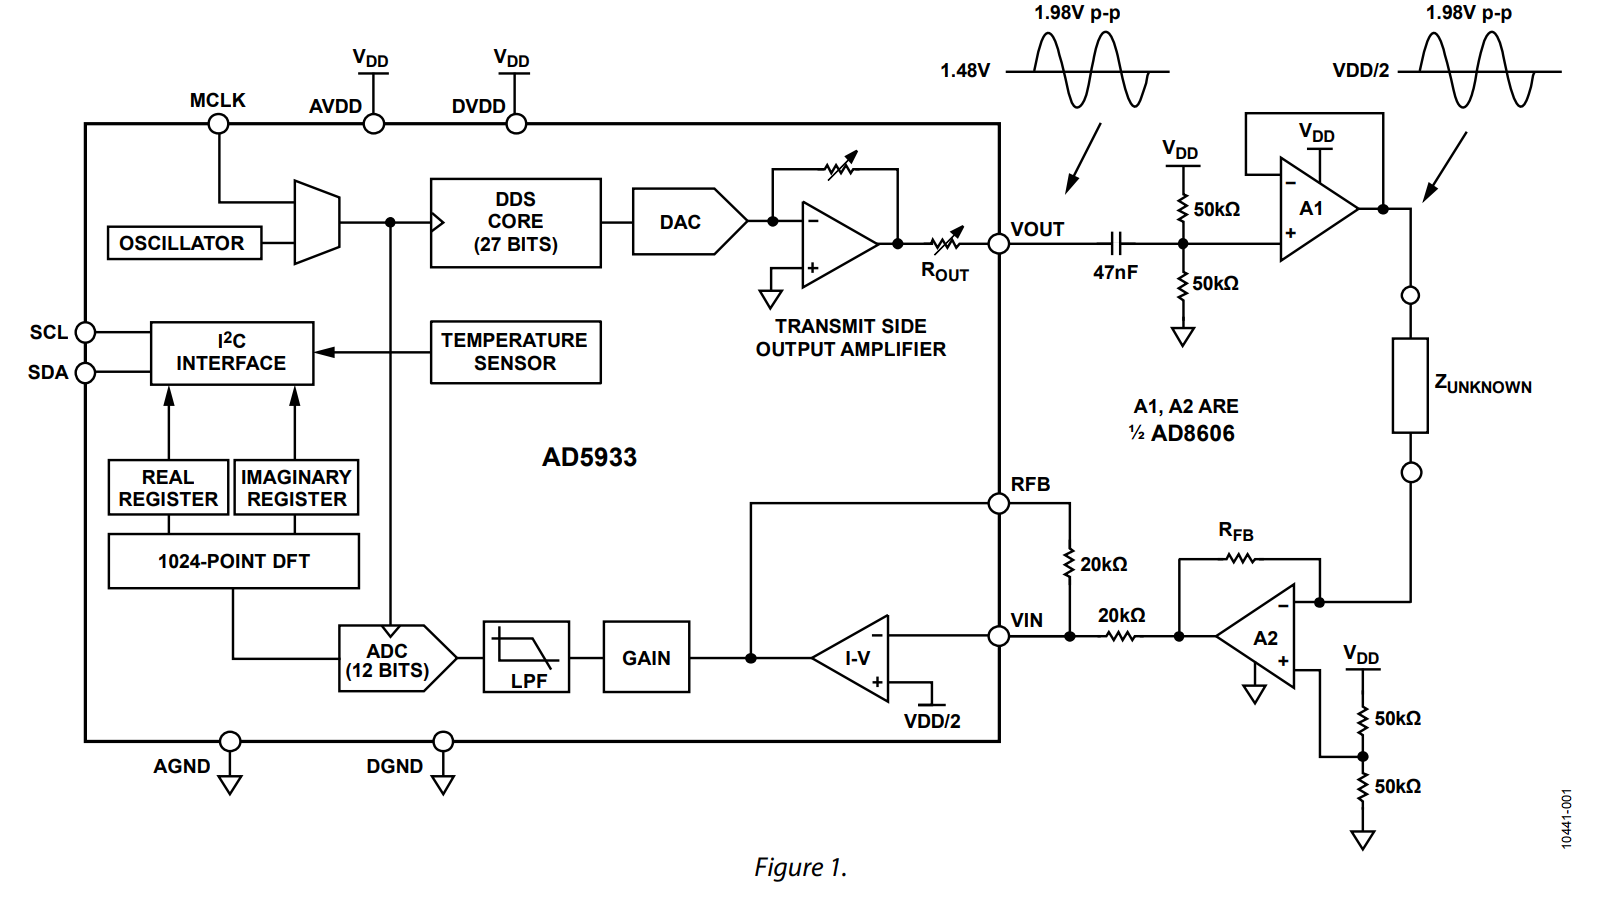 1.98V p-p
1.98V p-p
1.48V
VDD/2
VDD
VDD
MCLK
AVDD
DVDD
VDD
VDD
A1
−
+
50kΩ
50kΩ
47nF
VOUT
OSCILLATOR
DDS
CORE
(27 BITS)
DAC
−
+
ROUT
TRANSMIT SIDE
OUTPUT AMPLIFIER
SCL
SDA
I2C
INTERFACE
TEMPERATURE
SENSOR
ZUNKNOWN
A1, A2 ARE
½ AD8606
AD5933
REAL
REGISTER
IMAGINARY
REGISTER
1024-POINT DFT
RFB
RFB
20kΩ
20kΩ
VIN
ADC
(12 BITS)
LPF
GAIN
I-V
−
+
VDD/2
A2
−
+
VDD
50kΩ
50kΩ
AGND
DGND
10441-001
Figure 1.